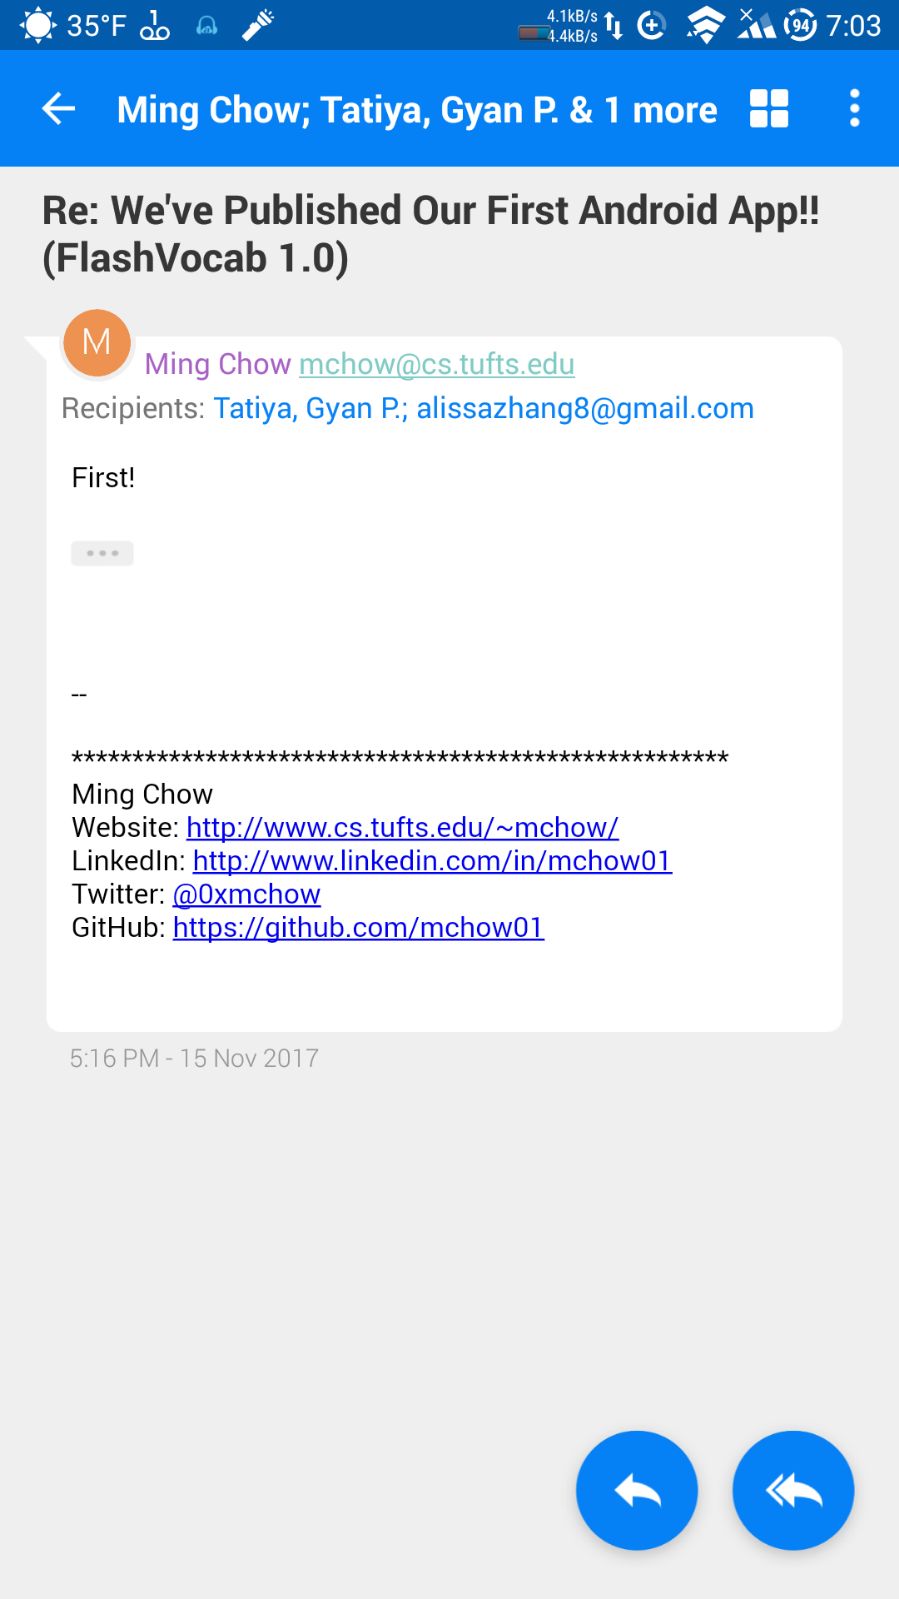 35°F 1 4.1kB/s 4.4kB/s 94 7:03
Ming Chow; Tatiya, Gyan P. & 1 more
Re: We've Published Our First Android App!!
(FlashVocab 1.0)
M
Ming Chow mchow@cs.tufts.edu
Recipients: Tatiya, Gyan P.; alissazhang8@gmail.com
First!
--
******************************************************
Ming Chow
Website: http://www.cs.tufts.edu/~mchow/
LinkedIn: http://www.linkedin.com/in/mchow01
Twitter: @0xmchow
GitHub: https://github.com/mchow01
5:16 PM - 15 Nov 2017